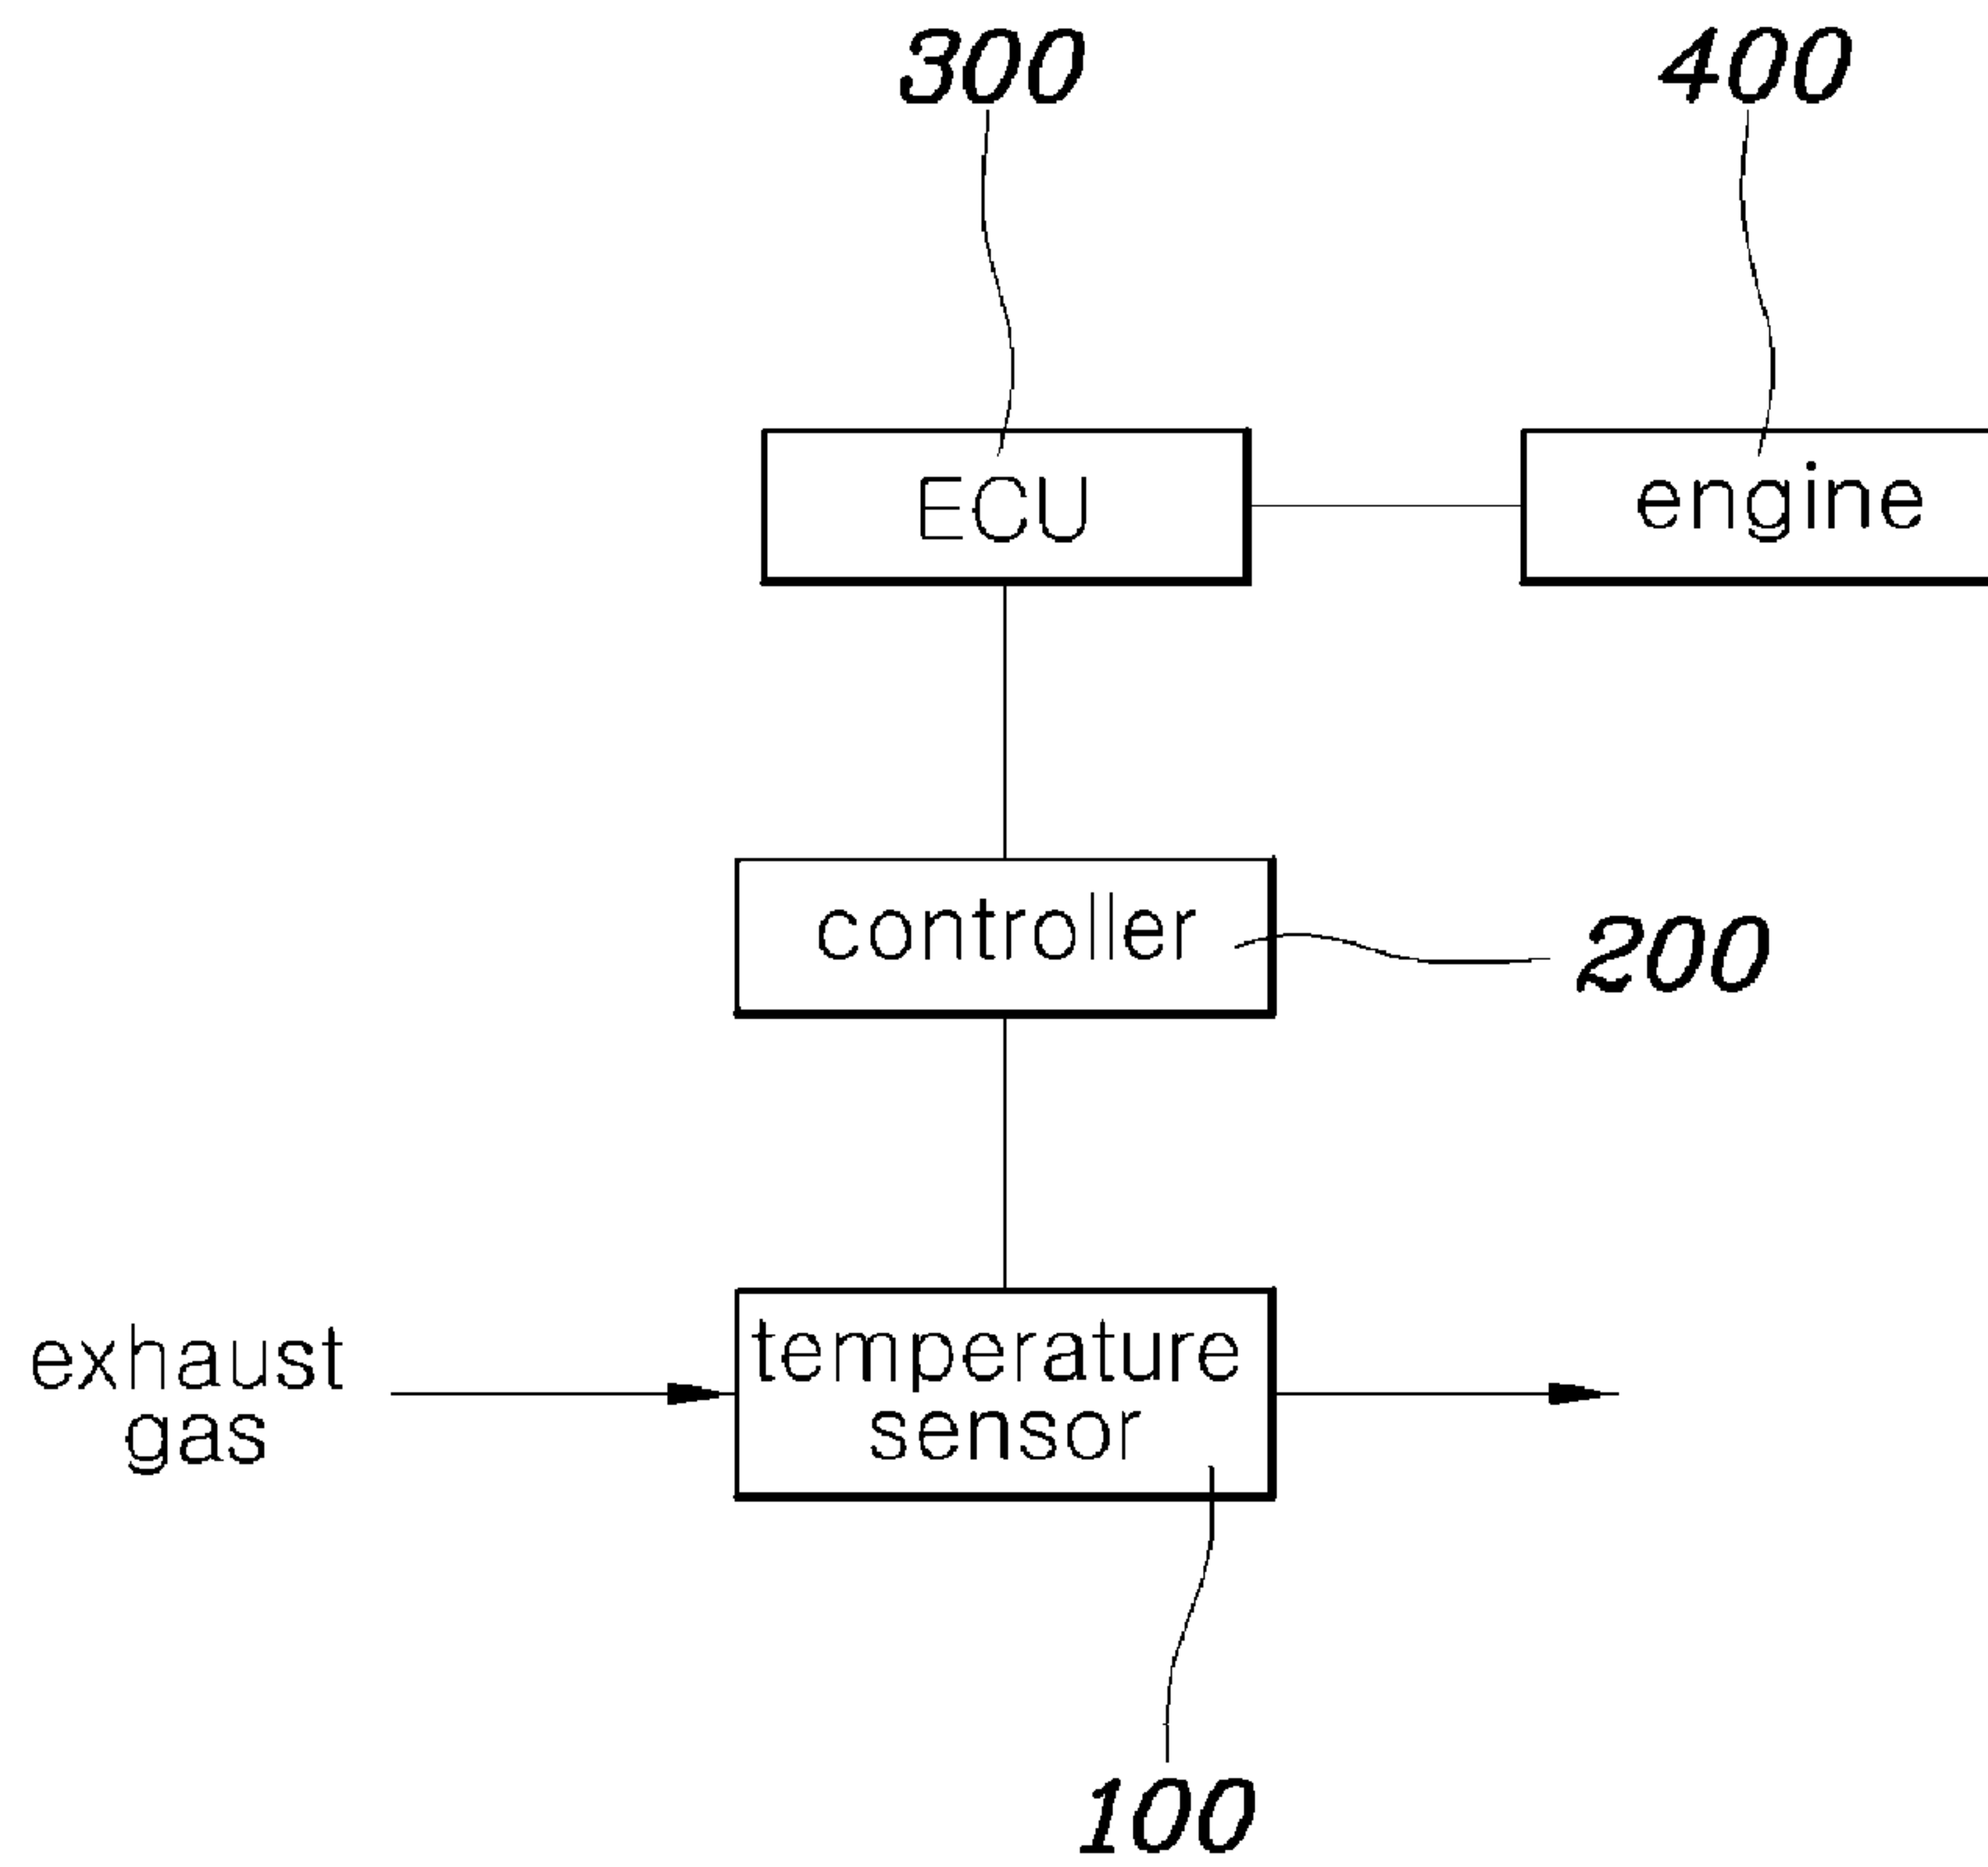 300
400
ECU
engine
controller
200
exhaust
gas
temperature
sensor
100